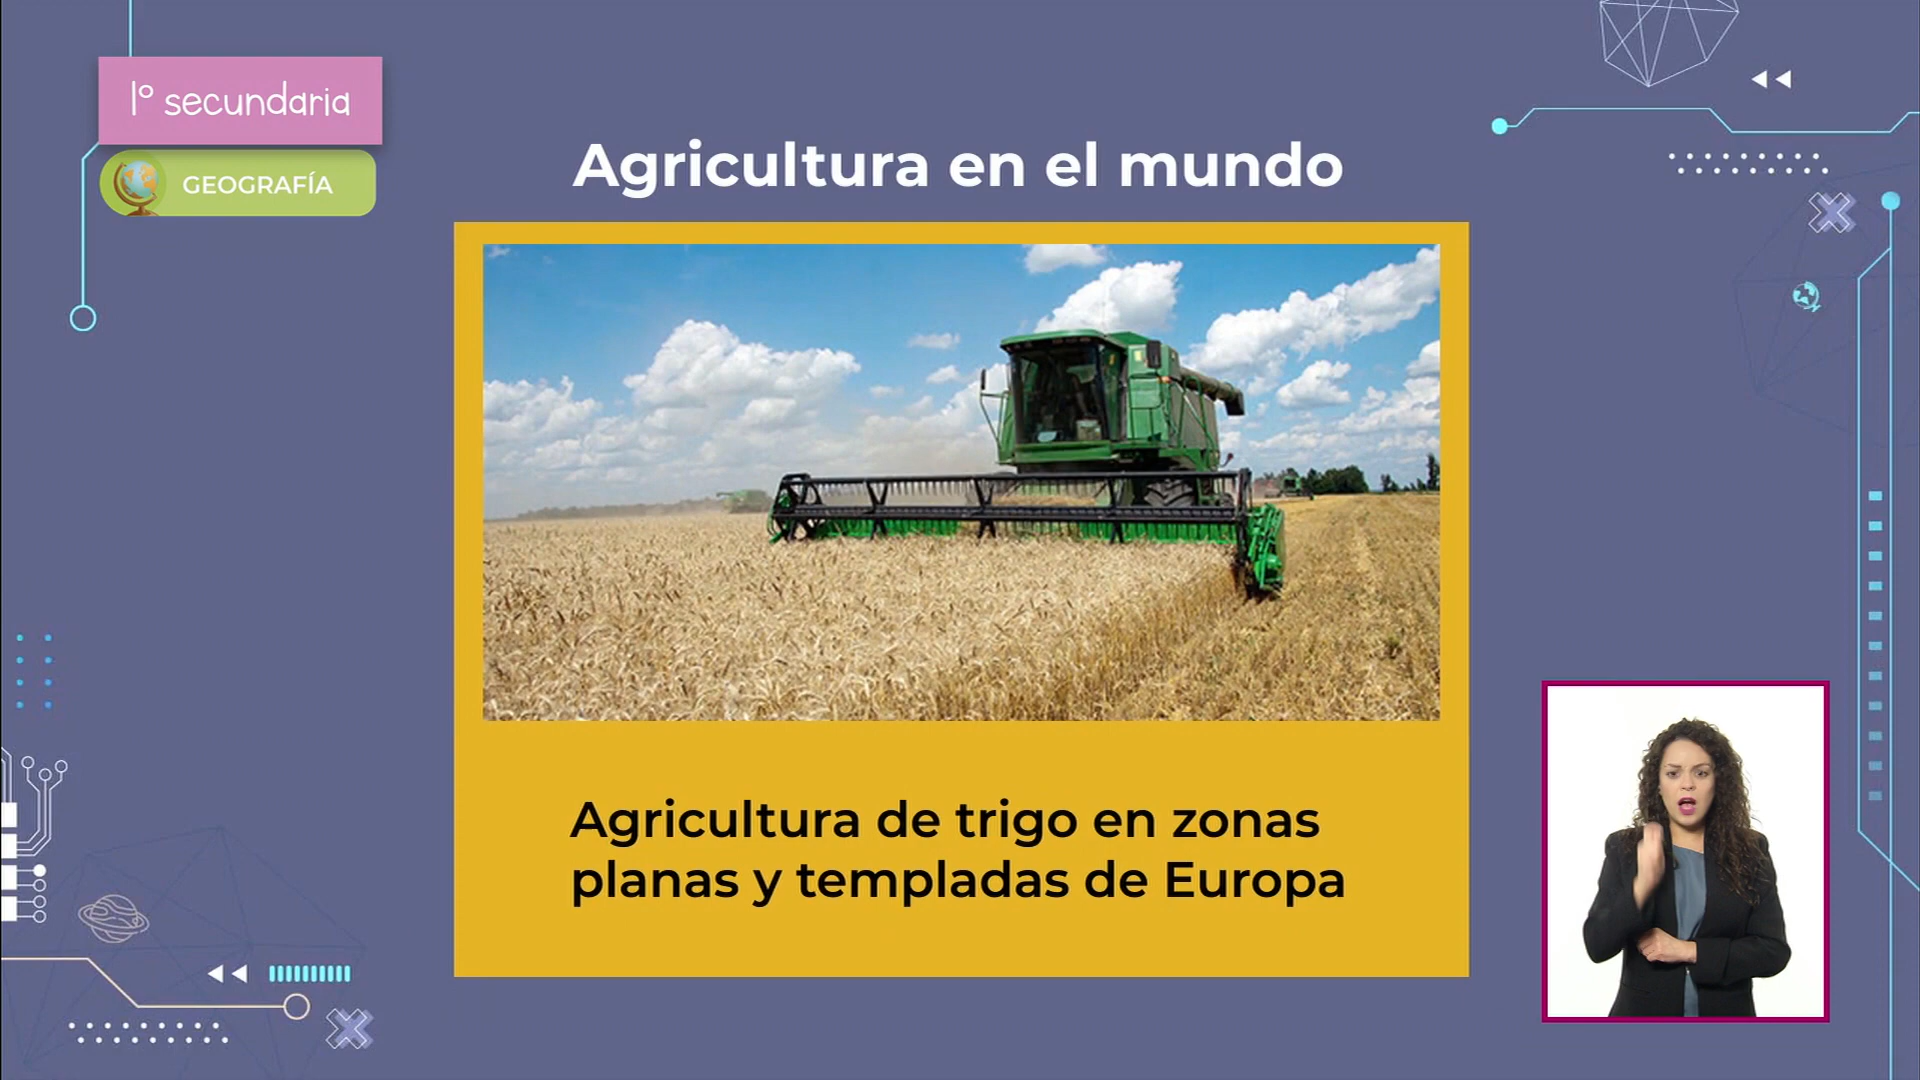 1° secundaria
GEOGRAFÍA
Agricultura en el mundo
Agricultura de trigo en zonas
planas y templadas de Europa